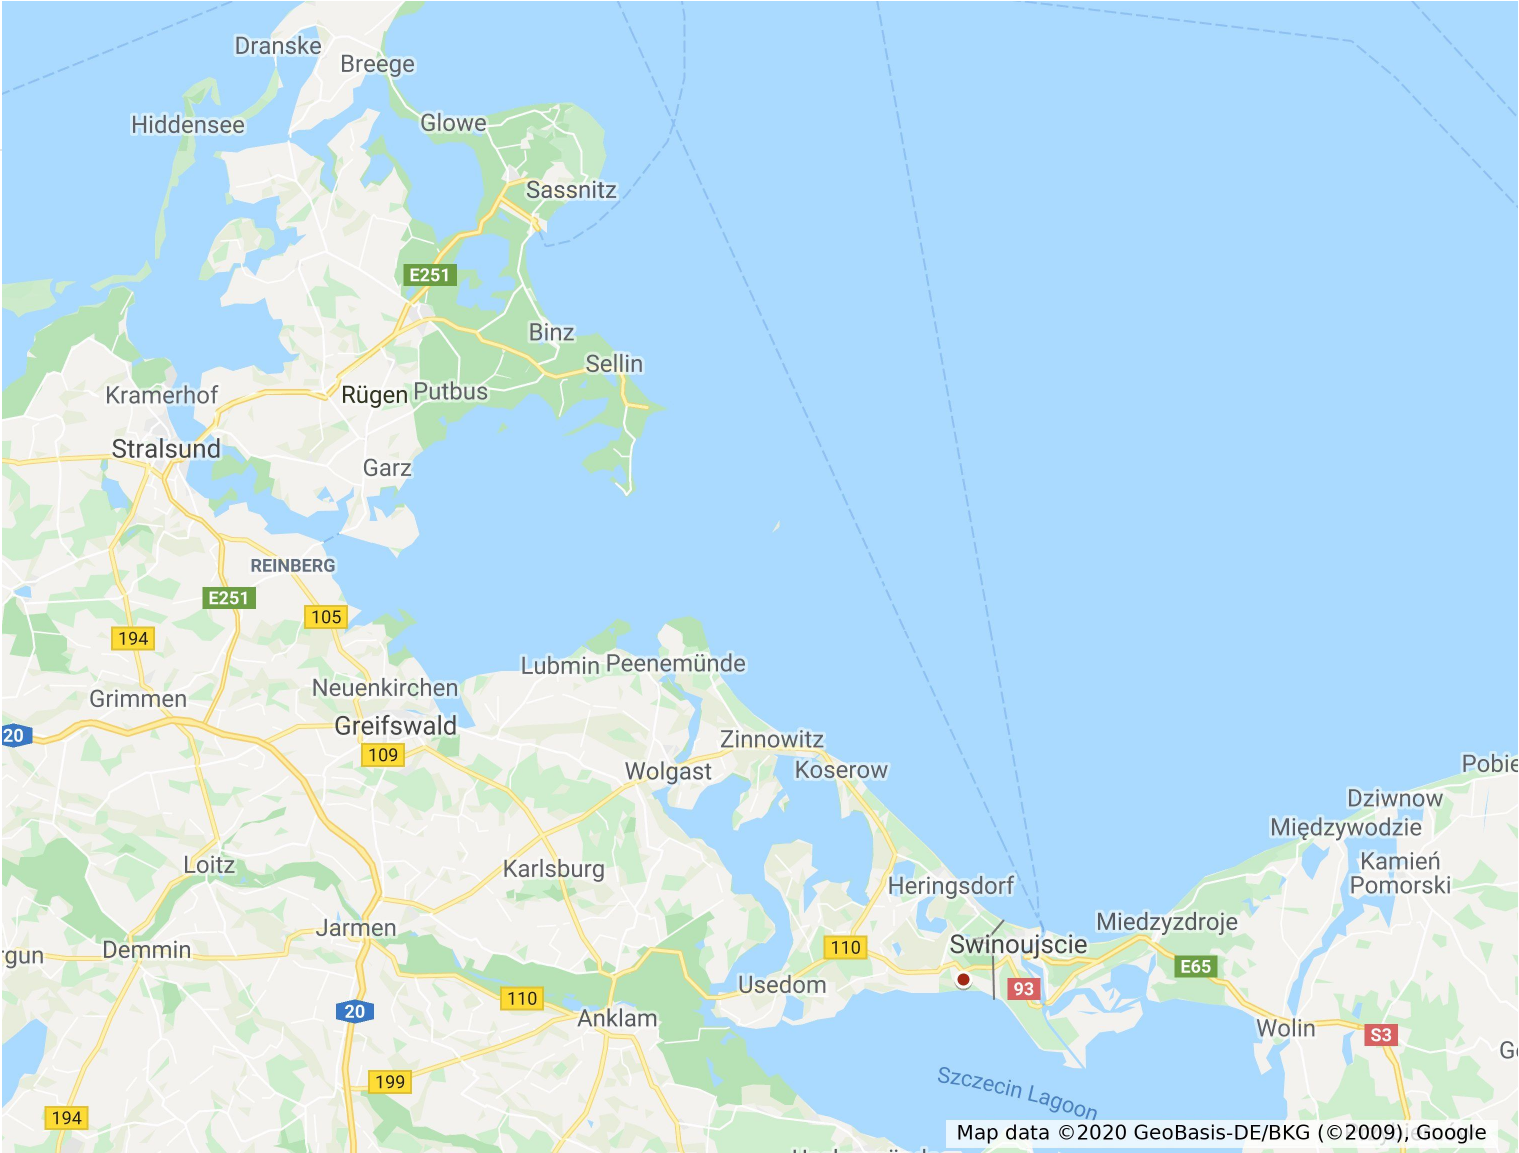 Dranske
Breege
Hiddensee
Glowe
Sassnitz
E251
Binz
Sellin
Kramerhof
Rügen
Putbus
Stralsund
Garz
REINBERG
E251
105
194
Lubmin
Peenemünde
Neuenkirchen
Grimmen
Greifswald
20
109
Zinnowitz
Wolgast
Koserow
Pobie
Dziwnow
Międzywodzie
Kamień
Pomorski
Loitz
Karlsburg
Heringsdorf
Jarmen
Miedzyzdroje
Swinoujscie
110
rgun
Demmin
E65
Usedom
93
110
20
Anklam
Wolin
S3
199
Szczecin Lagoon
194
Map data ©2020 GeoBasis-DE/BKG (©2009), Google